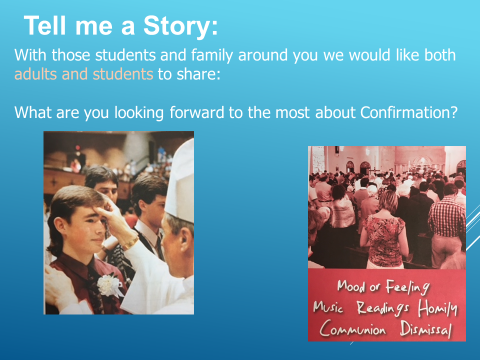 Tell me a Story:
With those students and family around you we would like both
adults and students to share:
What are you looking forward to the most about Confirmation?
Mood or Feeling
Music Readings Homily
Communion Dismissal